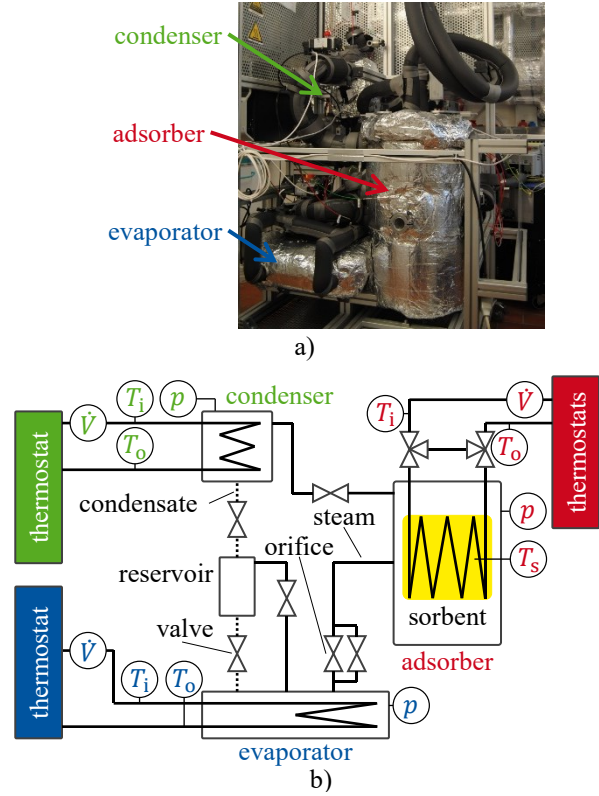 condenser
adsorber
evaporator
a)
Tᵢ
p
condenser
V̇
Tₒ
thermostat
condensate
reservoir
valve
orifice
steam
Tᵢ
V̇
Tₒ
thermostats
p
Tₛ
sorbent
adsorber
thermostat
V̇
Tᵢ
Tₒ
p
evaporator
b)